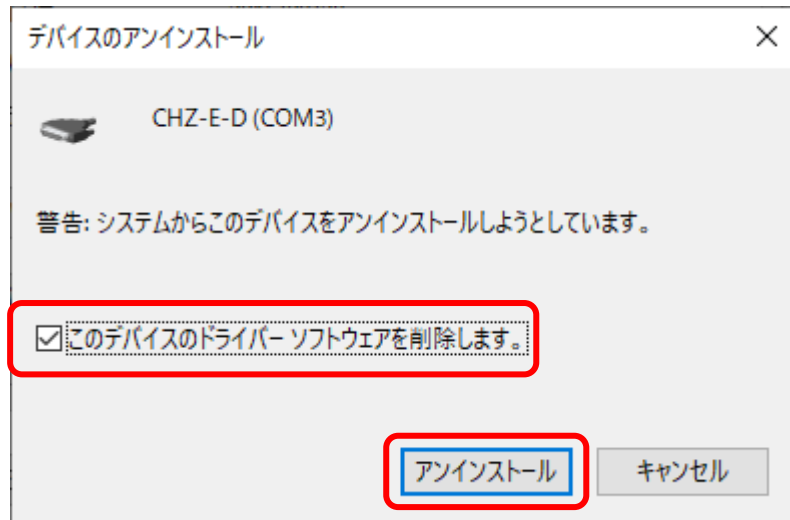 デバイスのアンインストール
CHZ-E-D (COM3)
警告: システムからこのデバイスをアンインストールしようとしています。
このデバイスのドライバー ソフトウェアを削除します。
アンインストール
キャンセル